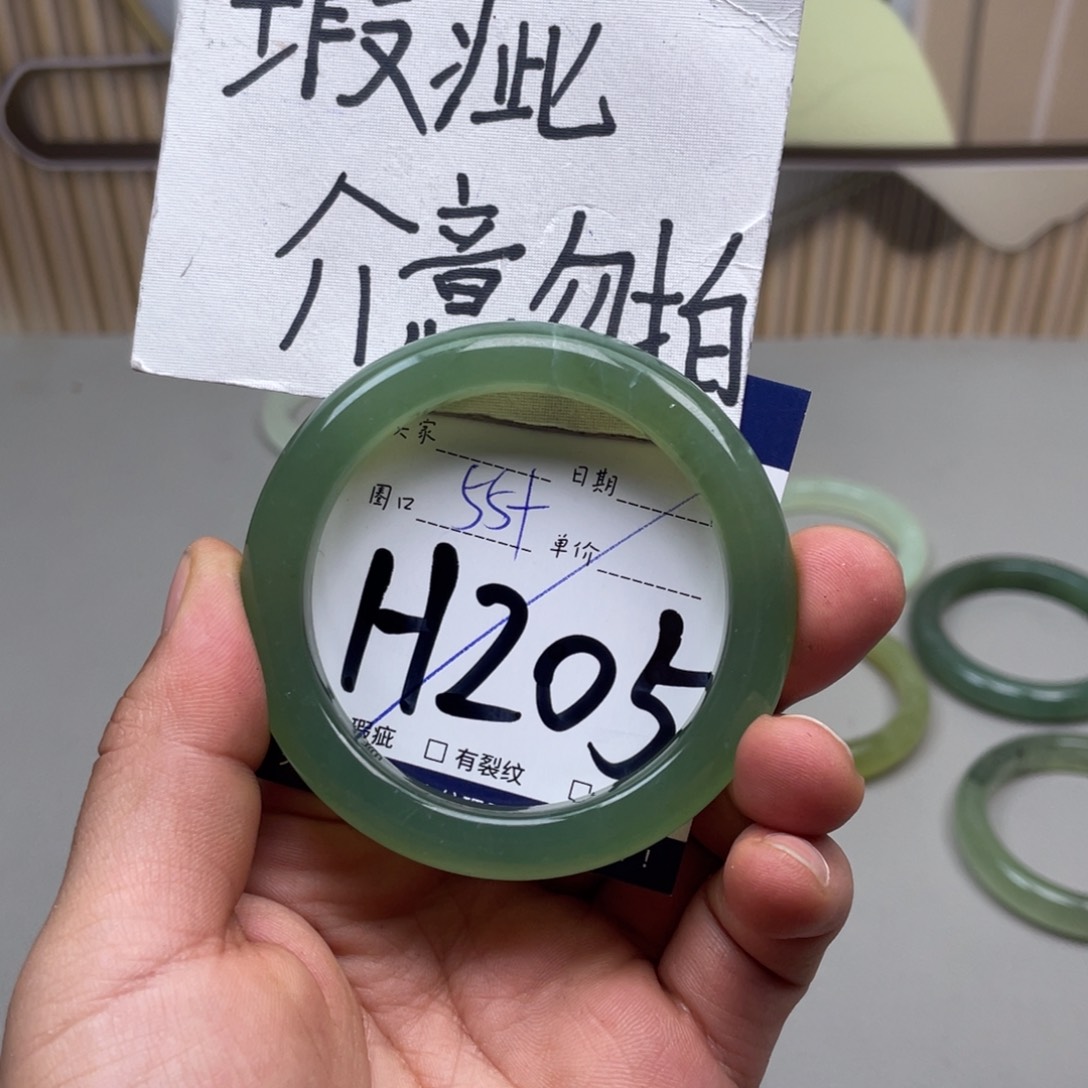 瑕疵
介意勿拍
家
日期
圈口 55+
单价
H205
瑕疵 □ 有裂纹 □
！